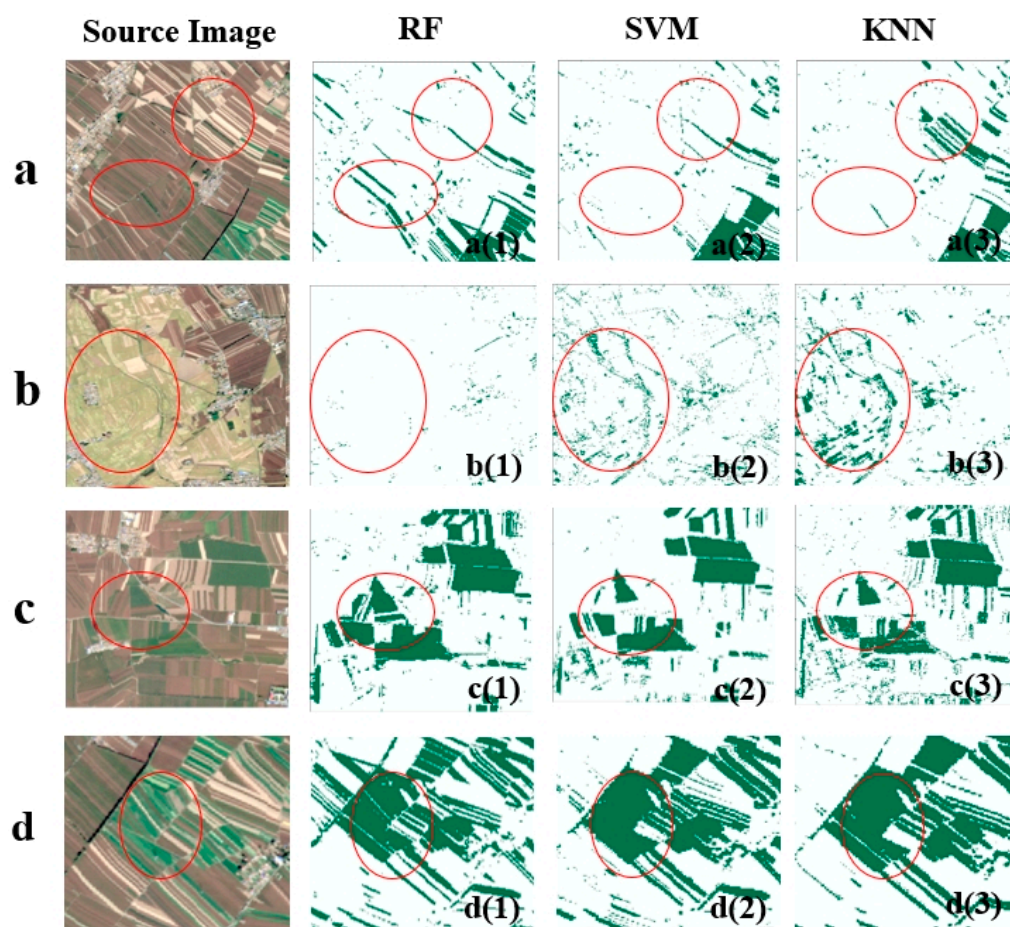 Source Image RF SVM KNN
a a(1) a(2) a(3)
b b(1) b(2) b(3)
c c(1) c(2) c(3)
d d(1) d(2) d(3)